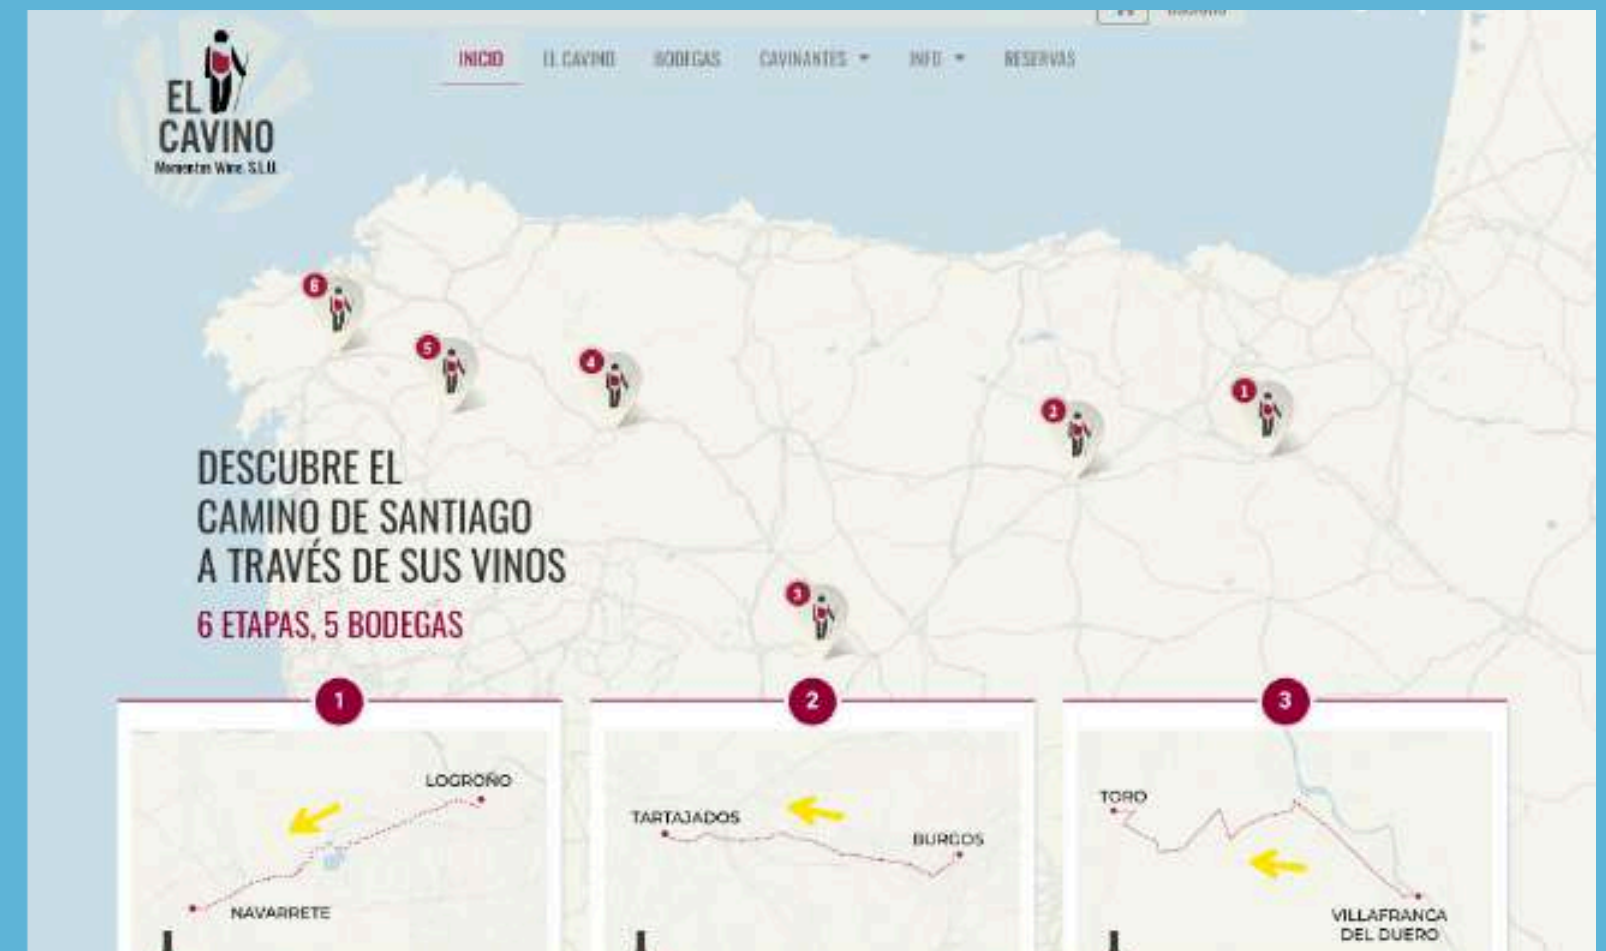 EL
CAVINO
Momentos Wine, S.L.U.
INICIO EL CAVINO BODEGAS CAVINANTES INFO RESERVAS
6
5
4
2
1
3
DESCUBRE EL
CAMINO DE SANTIAGO
A TRAVÉS DE SUS VINOS
6 ETAPAS, 5 BODEGAS
1
2
3
LOGROÑO
NAVARRETE
TARTAJADOS
BURGOS
TORO
VILLAFRANCA
DEL DUERO